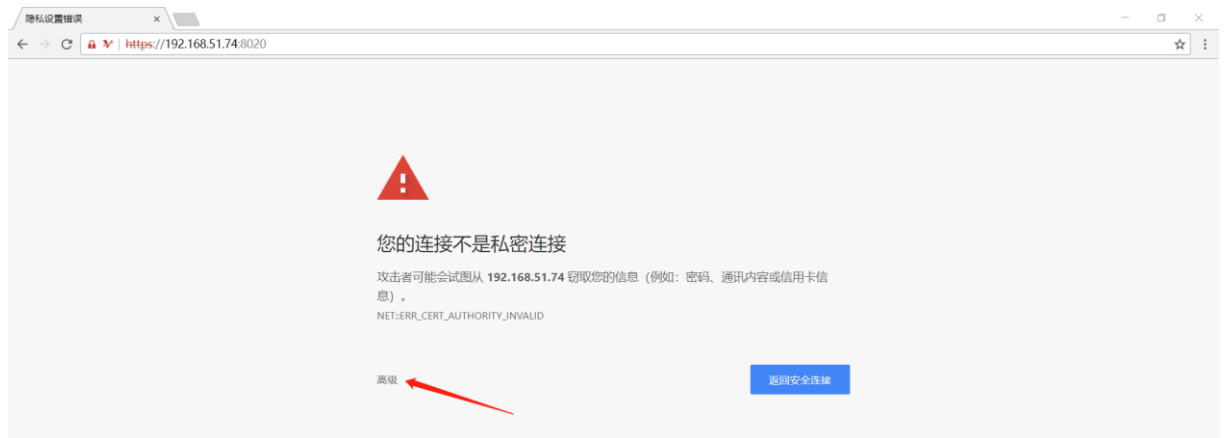 隐私设置错误
https://192.168.51.74:8020
您的连接不是私密连接
攻击者可能会试图从 192.168.51.74 窃取您的信息（例如：密码、通讯内容或信用卡信
息）。
NET::ERR_CERT_AUTHORITY_INVALID
高级
返回安全连接